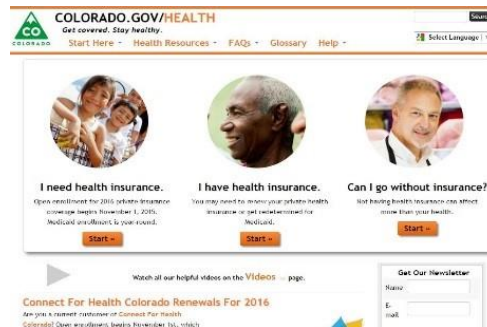 COLORADO.GOV/HEALTH
Get covered. Stay healthy.
CO
COLORADO
Start Here Health Resources FAQs Glossary Help
Select Language
I need health insurance.
Open enrollment for 2016 private insurance
coverage begins November 1, 2015.
Medicaid enrollment is year-round.
Start »
I have health insurance.
You may need to renew your private health
insurance or get redetermined for
Medicaid.
Start »
Can I go without insurance?
Not having health insurance can affect
more than your health.
Start »
Watch all our helpful videos on the Videos page.
Get Our Newsletter
Name
E-
mail
Connect For Health Colorado Renewals For 2016
Are you a current customer of Connect For Health
Colorado? Open enrollment begins November 1st, which